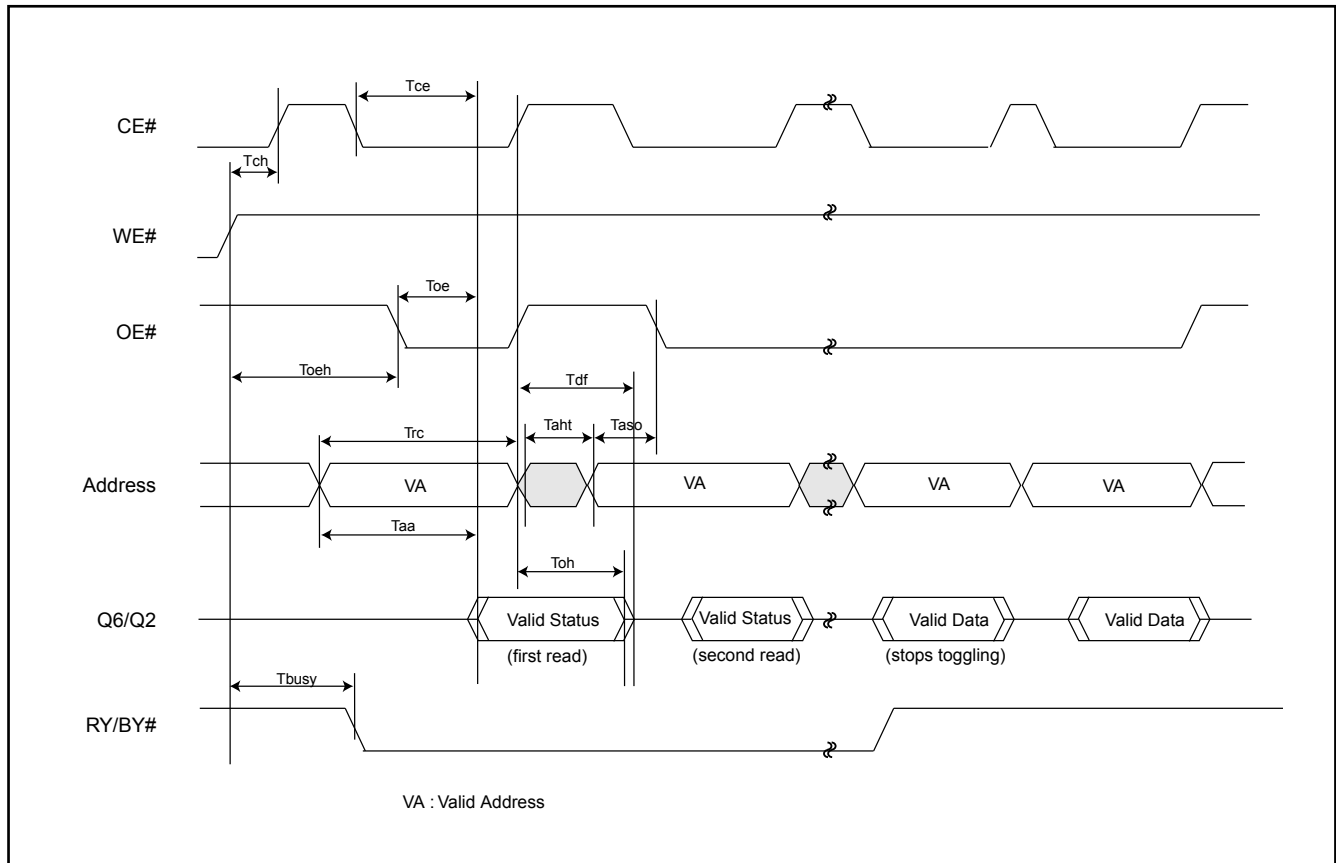 Tce
CE#
Tch
WE#
Toe
OE#
Toeh
Tdf
Taht
Taso
Trc
Address
VA
VA
VA
VA
Taa
Toh
Q6/Q2
Valid Status
Valid Status
Valid Data
Valid Data
(first read)
(second read)
(stops toggling)
Tbusy
RY/BY#
VA : Valid Address